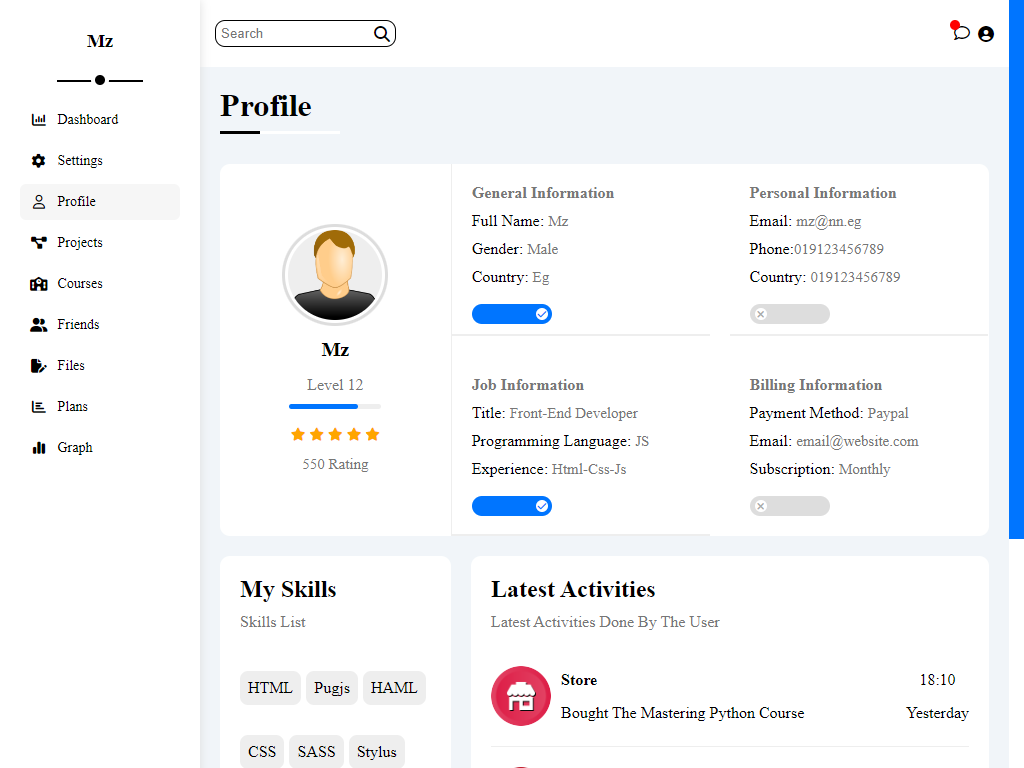 Mz
Dashboard
Settings
Profile
Projects
Courses
Friends
Files
Plans
Graph
Search
Profile
Mz
Level 12
550 Rating
General Information
Full Name: Mz
Gender: Male
Country: Eg
Personal Information
Email: mz@nn.eg
Phone:019123456789
Country: 019123456789
Job Information
Title: Front-End Developer
Programming Language: JS
Experience: Html-Css-Js
Billing Information
Payment Method: Paypal
Email: email@website.com
Subscription: Monthly
My Skills
Skills List
HTML Pugjs HAML
CSS SASS Stylus
Latest Activities
Latest Activities Done By The User
Store 18:10
Bought The Mastering Python Course Yesterday